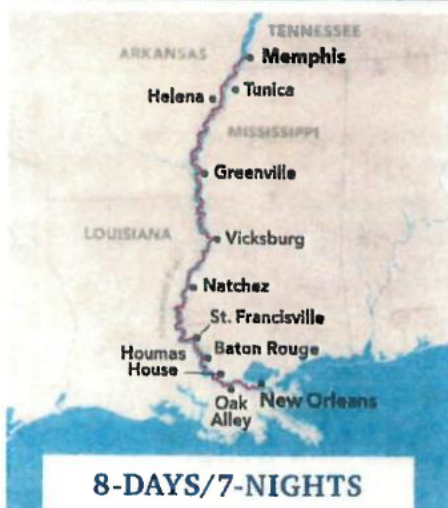 TENNESSEE
ARKANSAS
Memphis
Helena
Tunica
MISSISSIPPI
Greenville
LOUISIANA
Vicksburg
Natchez
St. Francisville
Baton Rouge
Houmas
House
Oak
Alley
New Orleans
8-DAYS/7-NIGHTS